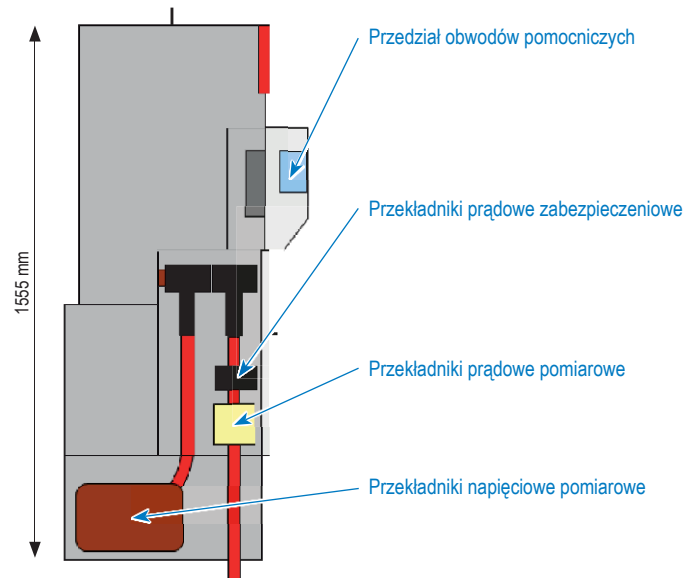 Przedział obwodów pomocniczych
Przekładniki prądowe zabezpieczeniowe
1555 mm
Przekładniki prądowe pomiarowe
Przekładniki napięciowe pomiarowe